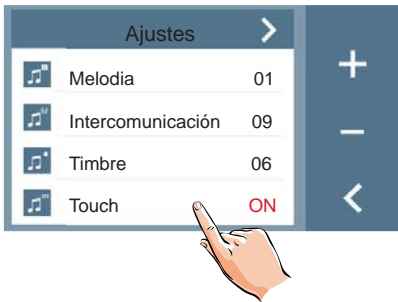 Ajustes
Melodia 01
Intercomunicación 09
Timbre 06
Touch ON